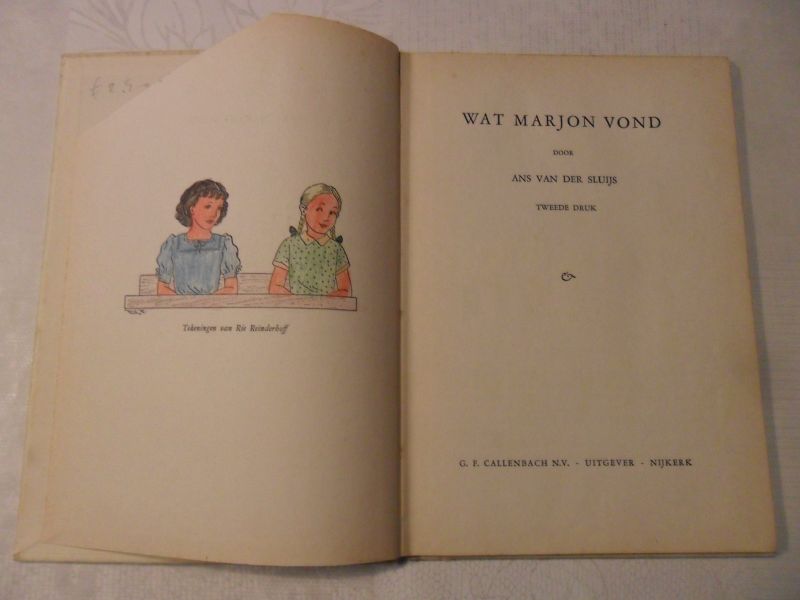 Tekeningen van Rie Reinderhoff
WAT MARJON VOND
DOOR
ANS VAN DER SLUIJS
TWEEDE DRUK
G. F. CALLENBACH N.V. - UITGEVER - NIJKERK